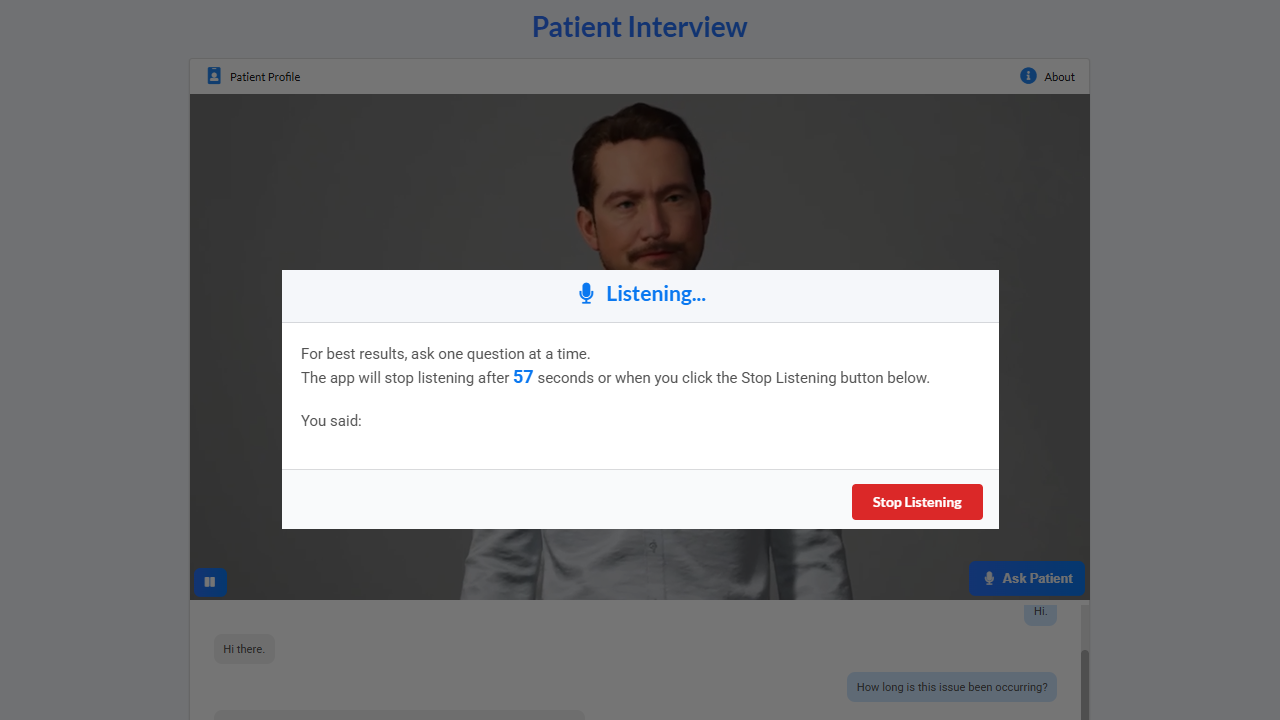 Patient Interview
Patient Profile
About
Listening...
For best results, ask one question at a time.
The app will stop listening after 57 seconds or when you click the Stop Listening button below.
You said:
Stop Listening
Ask Patient
Hi.
Hi there.
How long is this issue been occurring?